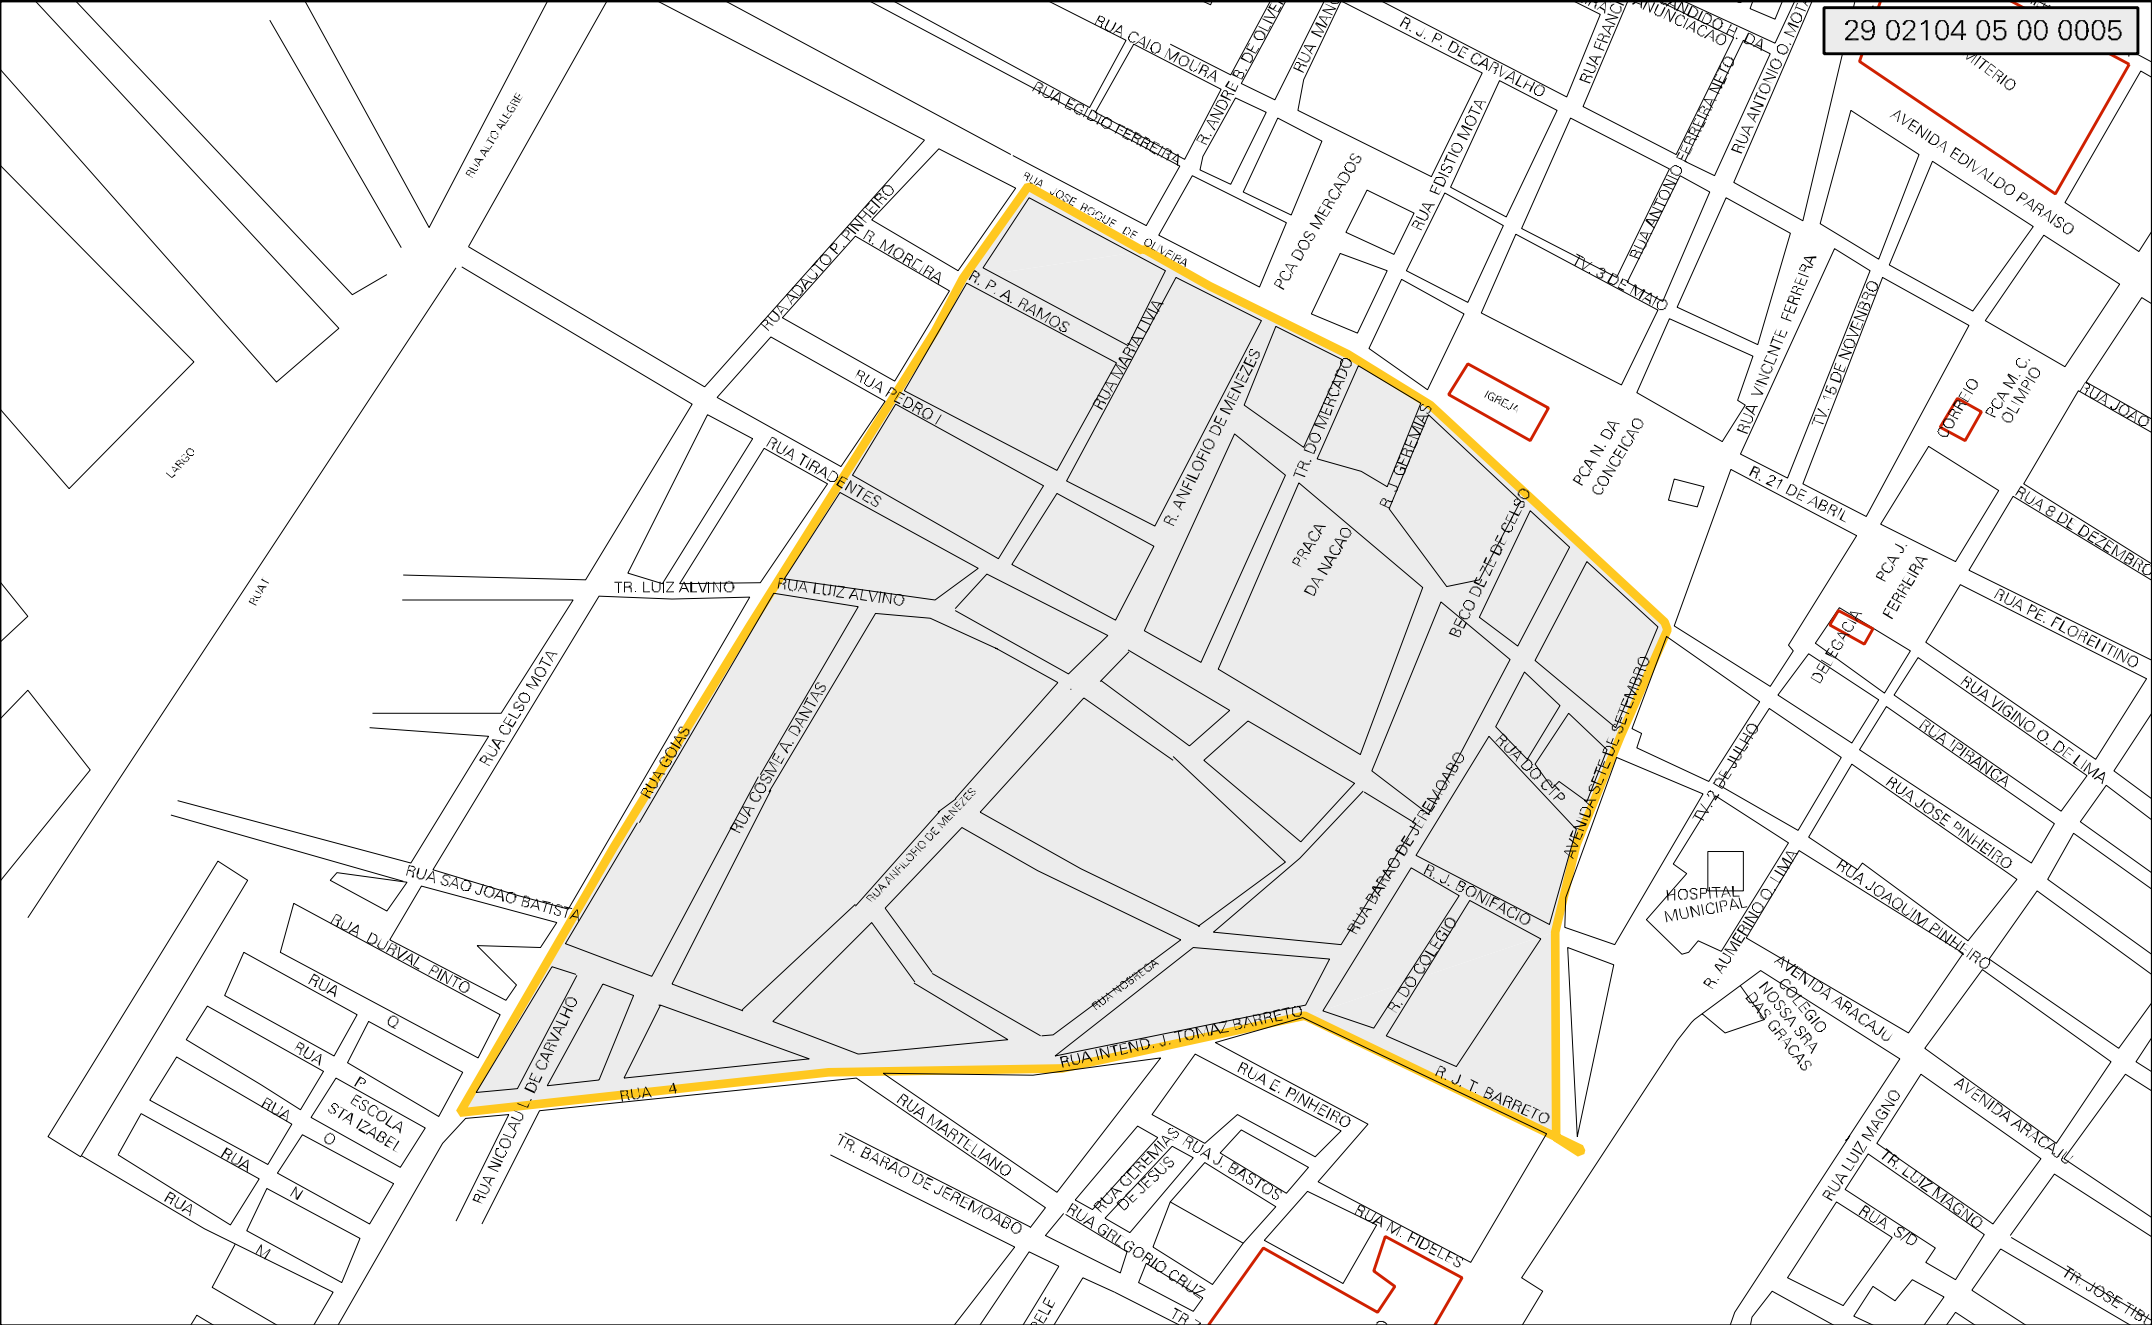 29 02104 05 00 0005
RUA CAIO MOURA
RUA EGIDIO FERREIRA
R. J. P. DE CARVALHO
ANUNCIACAO
RUA ANTONIO O. MOTA
RUA ANTONIO FERREIRA NETO
AVENIDA EDIVALDO PARAISO
RUA ALTO ALEGRE
RUA ADAUTO P. PINHEIRO
R. MOREIRA
RUA JOSE ROQUE DE OLIVEIRA
PCA DOS MERCADOS
RUA EDISTIO MOTA
TV. 3 DE MAIO
RUA VINCENTE FERREIRA
TV. 15 DE NOVENBRO
R. P. A. RAMOS
RUA MARIA LIVIA
R. ANFILOFIO DE MENEZES
TR. DO MERCADO
R. J. GEREMIAS
IGREJA
PCA N. DA
CONCEICAO
CORREIO
PCA M. C.
OLIMPIO
RUA JOAO
RUA PEDRO I
RUA TIRADENTES
LARGO
RUA I
TR. LUIZ ALVINO
RUA LUIZ ALVINO
PRACA
DA NACAO
BECO DE ZE DE CELSO
R. 21 DE ABRIL
RUA 8 DE DEZEMBRO
PCA J.
FERREIRA
DELEGACIA
RUA PE. FLORENTINO
RUA VIGINO O. DE LIMA
RUA IPIRANGA
RUA JOSE PINHEIRO
RUA JOAQUIM PINHEIRO
RUA CELSO MOTA
RUA GOIAS
RUA COSME A. DANTAS
RUA ANFILOFIO DE MENEZES
RUA BARAO DE JEREMOABO
RUA DO CTP
AVENIDA SETE DE SETEMBRO
TV. 2 DE JULHO
HOSPITAL
MUNICIPAL
R. AUMERINO O. LIMA
R. J. BONIFACIO
R. DO COLEGIO
RUA NOBREGA
RUA SAO JOAO BATISTA
RUA DURVAL PINTO
AVENIDA ARACAJU
COLEGIO
NOSSA SRA
DAS GRACAS
RUA Q
RUA P
RUA O
RUA N
RUA M
ESCOLA
STA IZABEL
RUA NICOLAU L. DE CARVALHO
RUA 4
RUA INTEND. J. TOMAZ BARRETO
R. J. T. BARRETO
RUA MARTLLIANO
TR. BARAO DE JEREMOABO
RUA E. PINHEIRO
RUA GEREMIAS
DE JESUS
RUA J. BASTOS
RUA GRLGORIO CRUZ
RUA M. FIDELES
RUA LUIZ MAGNO
AVENIDA ARACAJU
TR. LUIZ MAGNO
RUA S/D
TR. JOSE